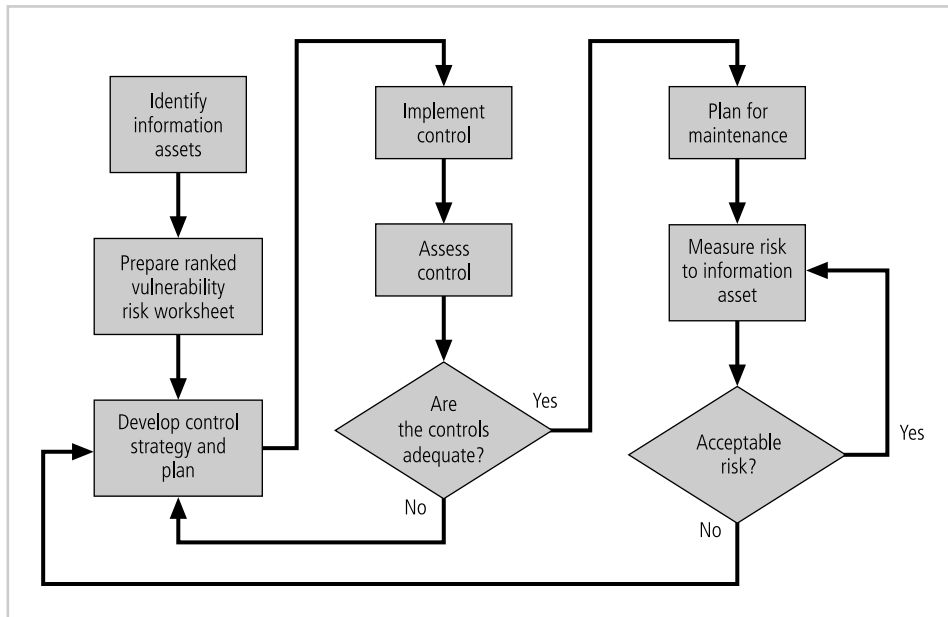 Identify
information
assets
Prepare ranked
vulnerability
risk worksheet
Develop control
strategy and
plan
Implement
control
Assess
control
Are
the controls
adequate?
Yes
No
Plan for
maintenance
Measure risk
to information
asset
Acceptable
risk?
Yes
No